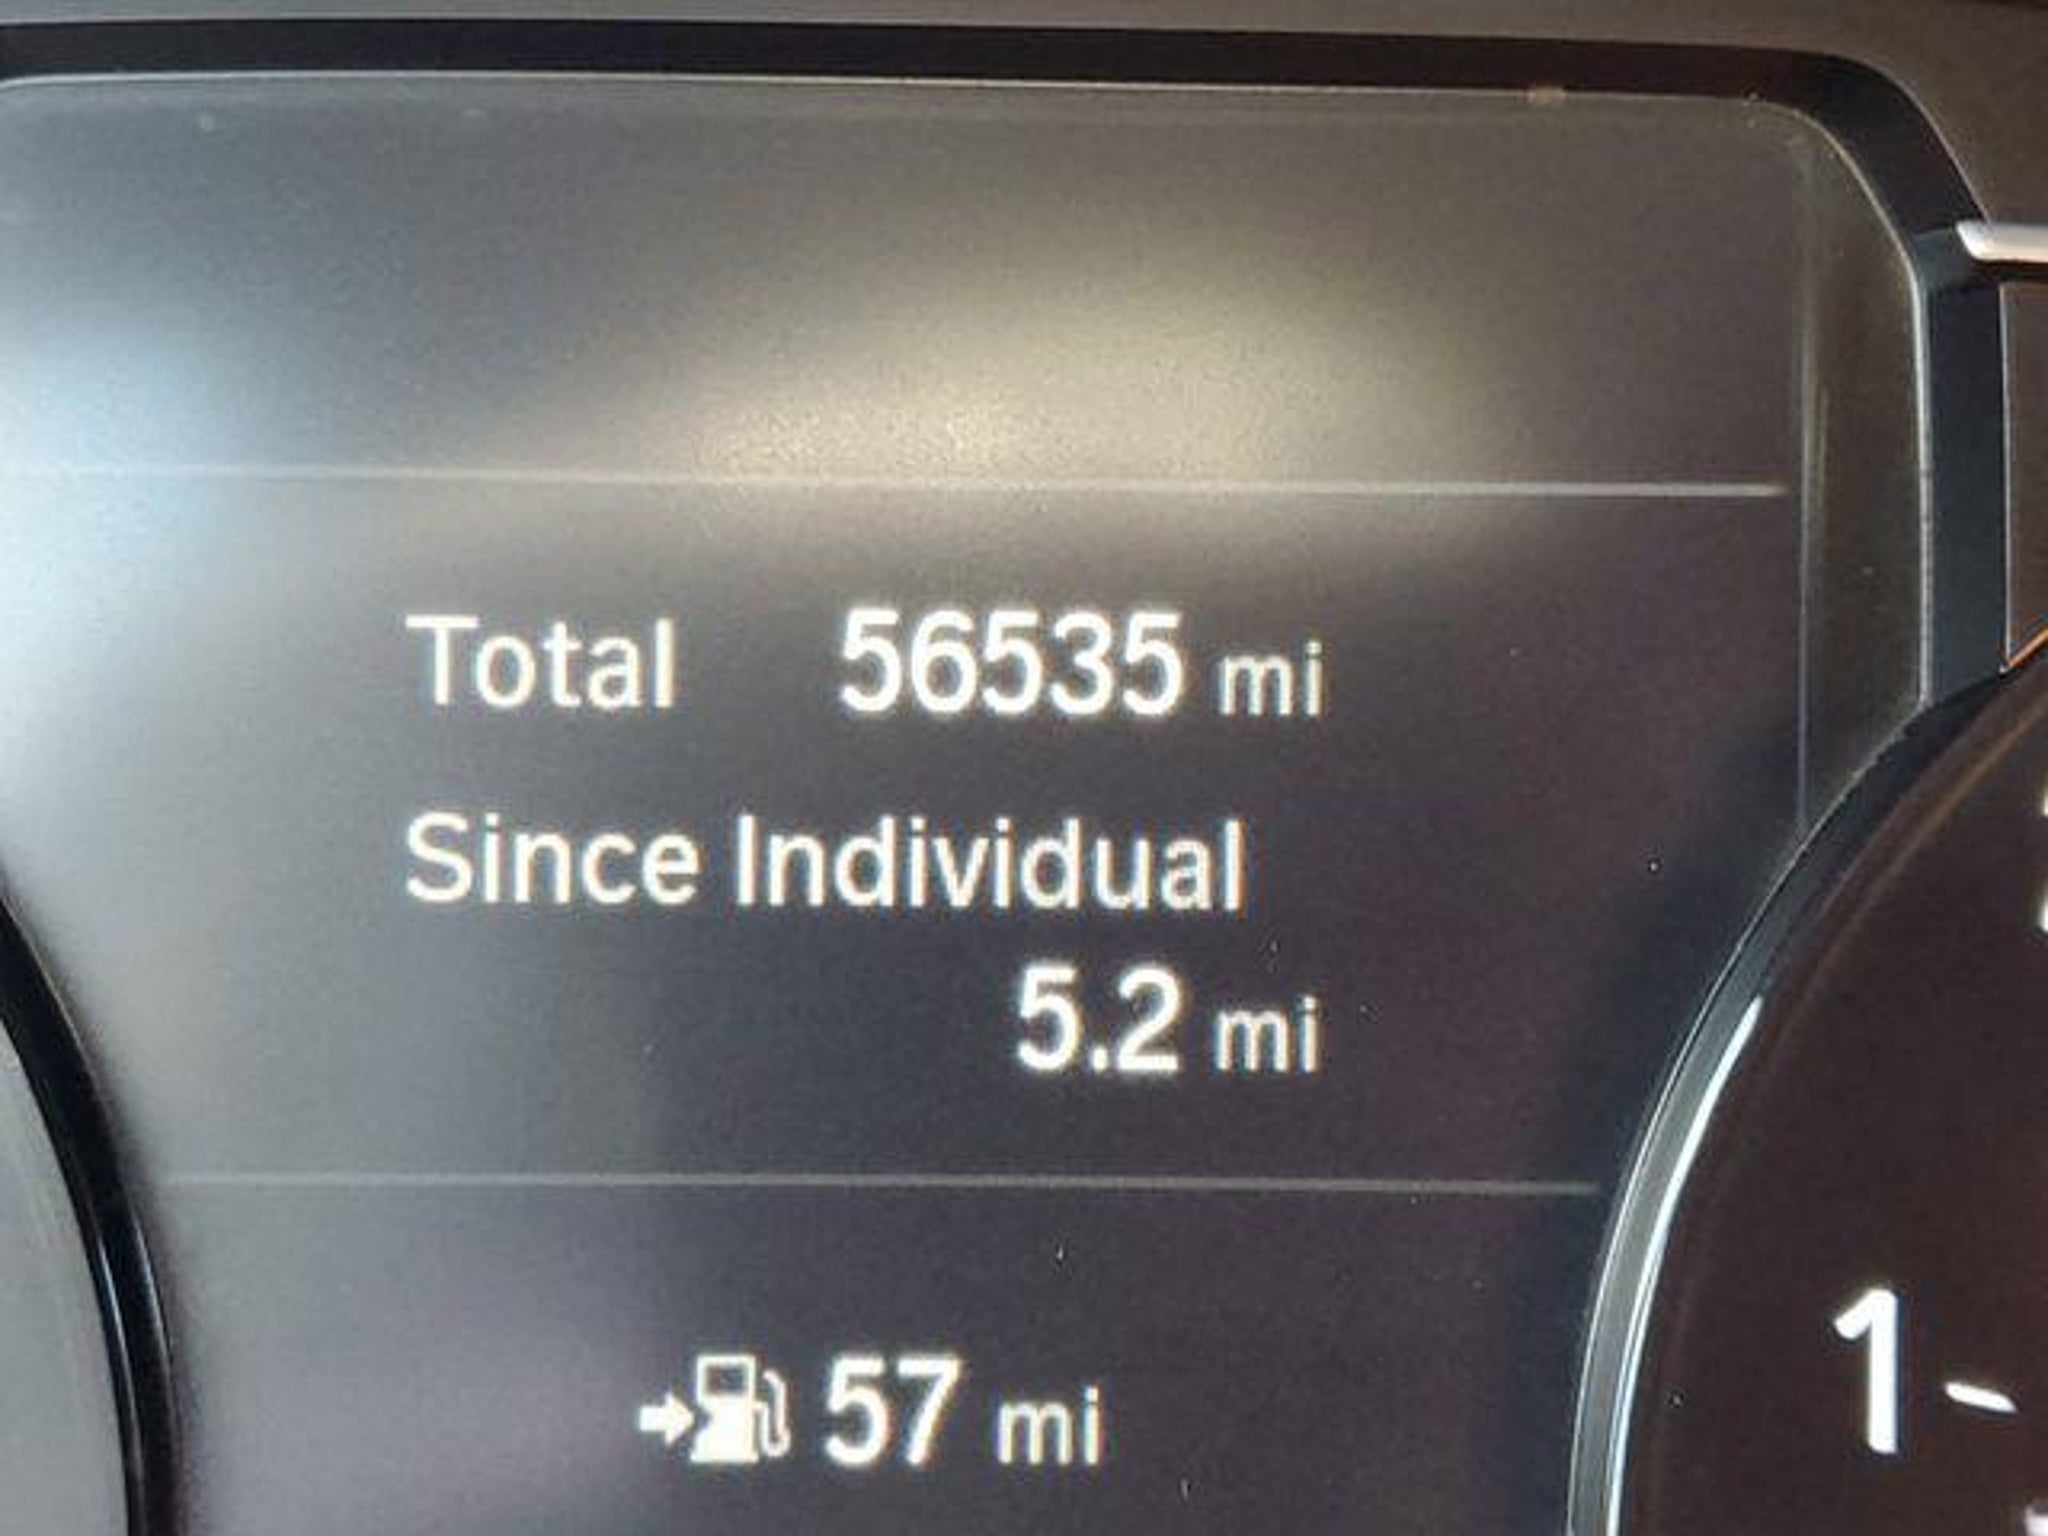 Total 56535 mi
Since Individual
5.2 mi
57 mi
1